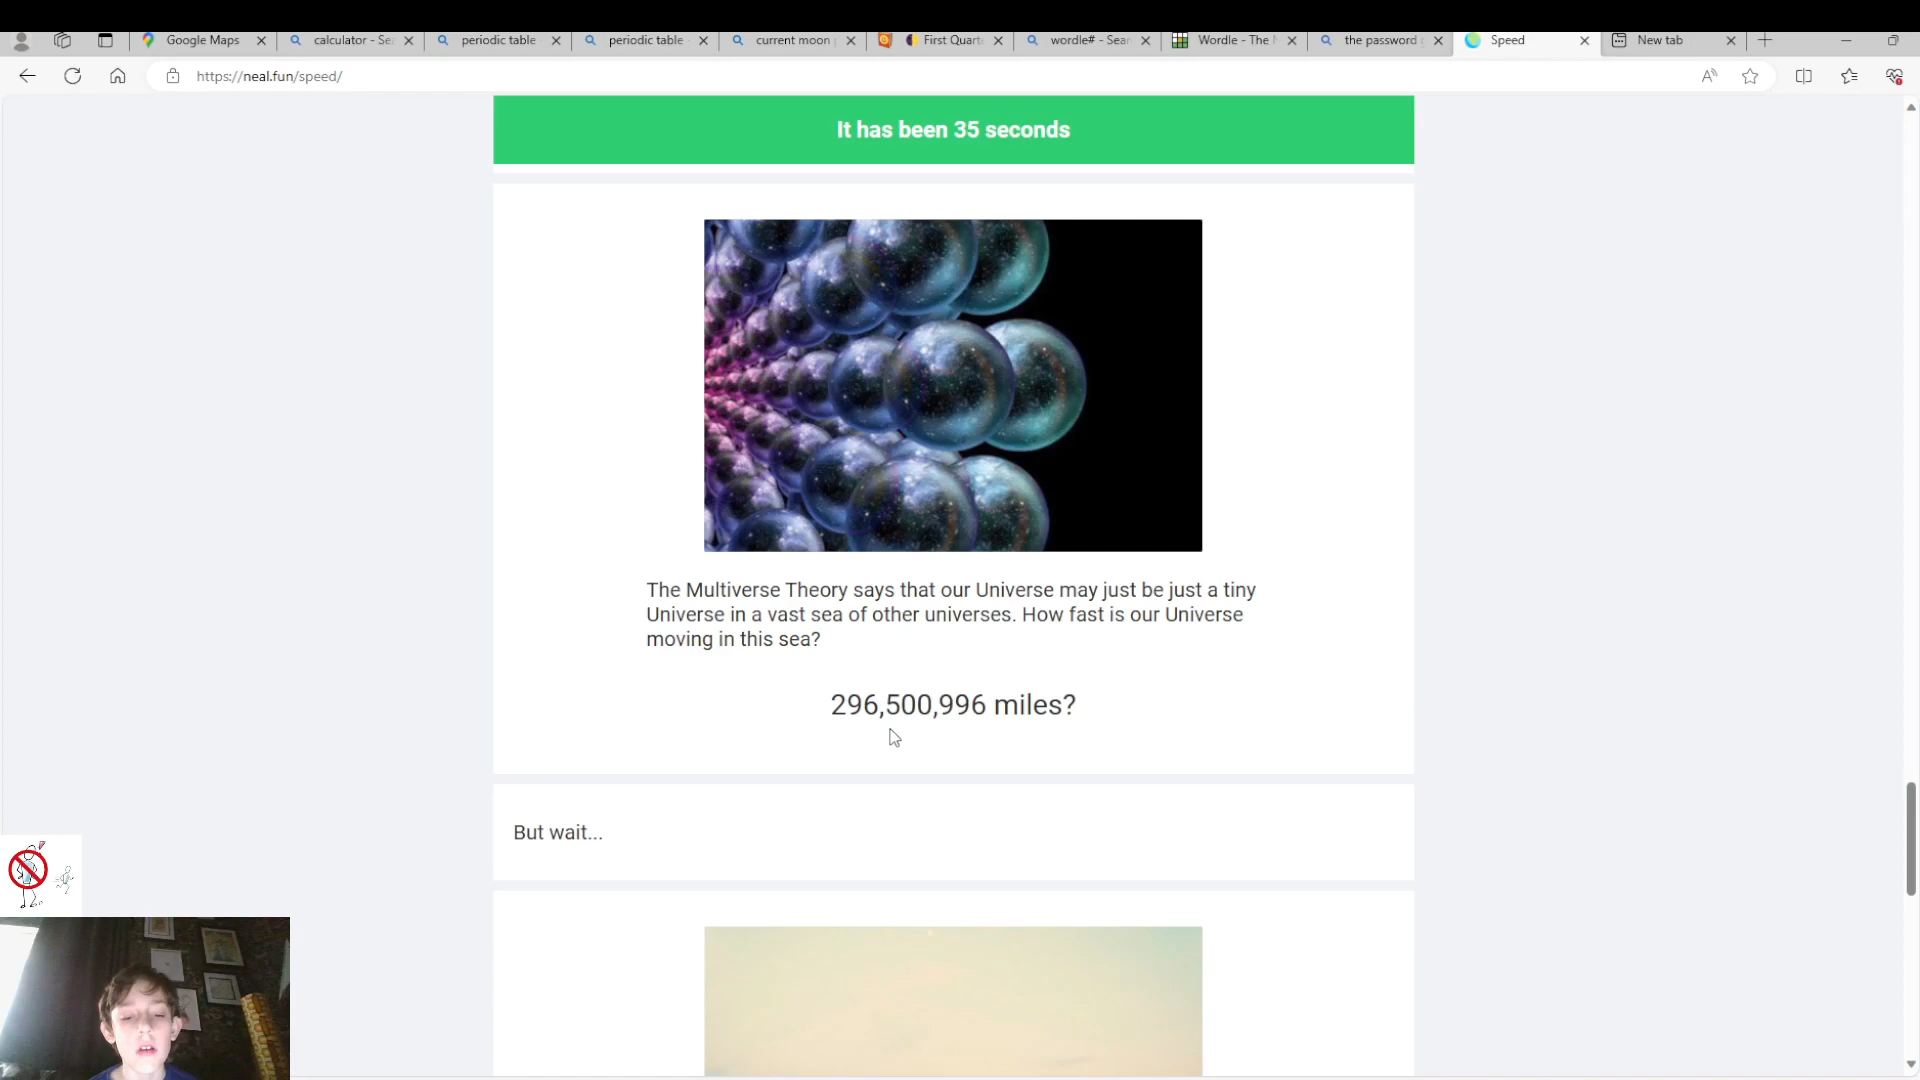 Google Maps
calculator - Se
periodic table
periodic table
current moon
First Quart
wordle# - Sear
Wordle - The N
the password g
Speed
New tab
https://neal.fun/speed/
It has been 35 seconds
The Multiverse Theory says that our Universe may just be just a tiny
Universe in a vast sea of other universes. How fast is our Universe
moving in this sea?
296,500,996 miles?
But wait...